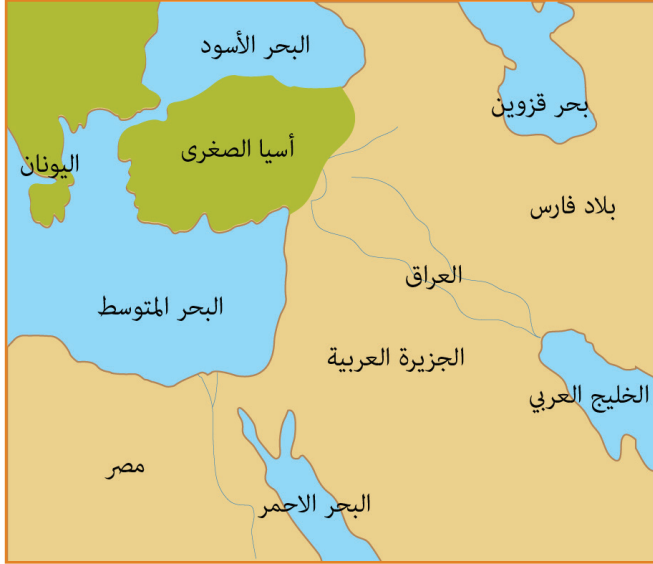 البحر الأسود
بحر قزوين
أسيا الصغرى
اليونان
بلاد فارس
العراق
البحر المتوسط
الجزيرة العربية
الخليج العربي
مصر
البحر الاحمر